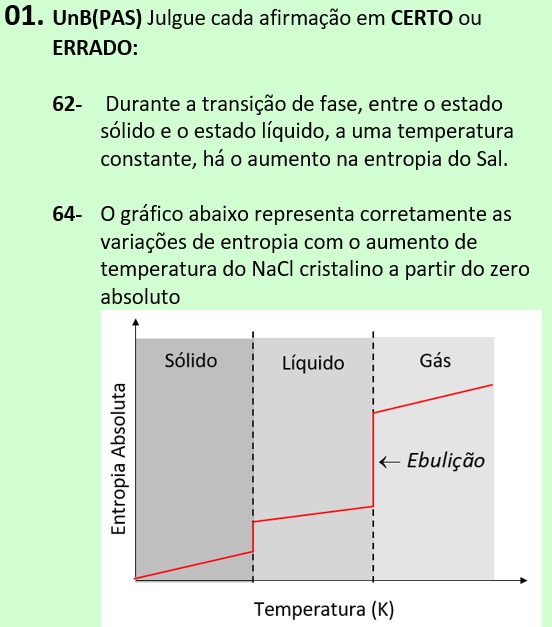 01. UnB(PAS) Julgue cada afirmação em CERTO ou
ERRADO:
62- Durante a transição de fase, entre o estado
sólido e o estado líquido, a uma temperatura
constante, há o aumento na entropia do Sal.
64- O gráfico abaixo representa corretamente as
variações de entropia com o aumento de
temperatura do NaCl cristalino a partir do zero
absoluto
Sólido Líquido Gás
Entropia Absoluta
← Ebulição
Temperatura (K)